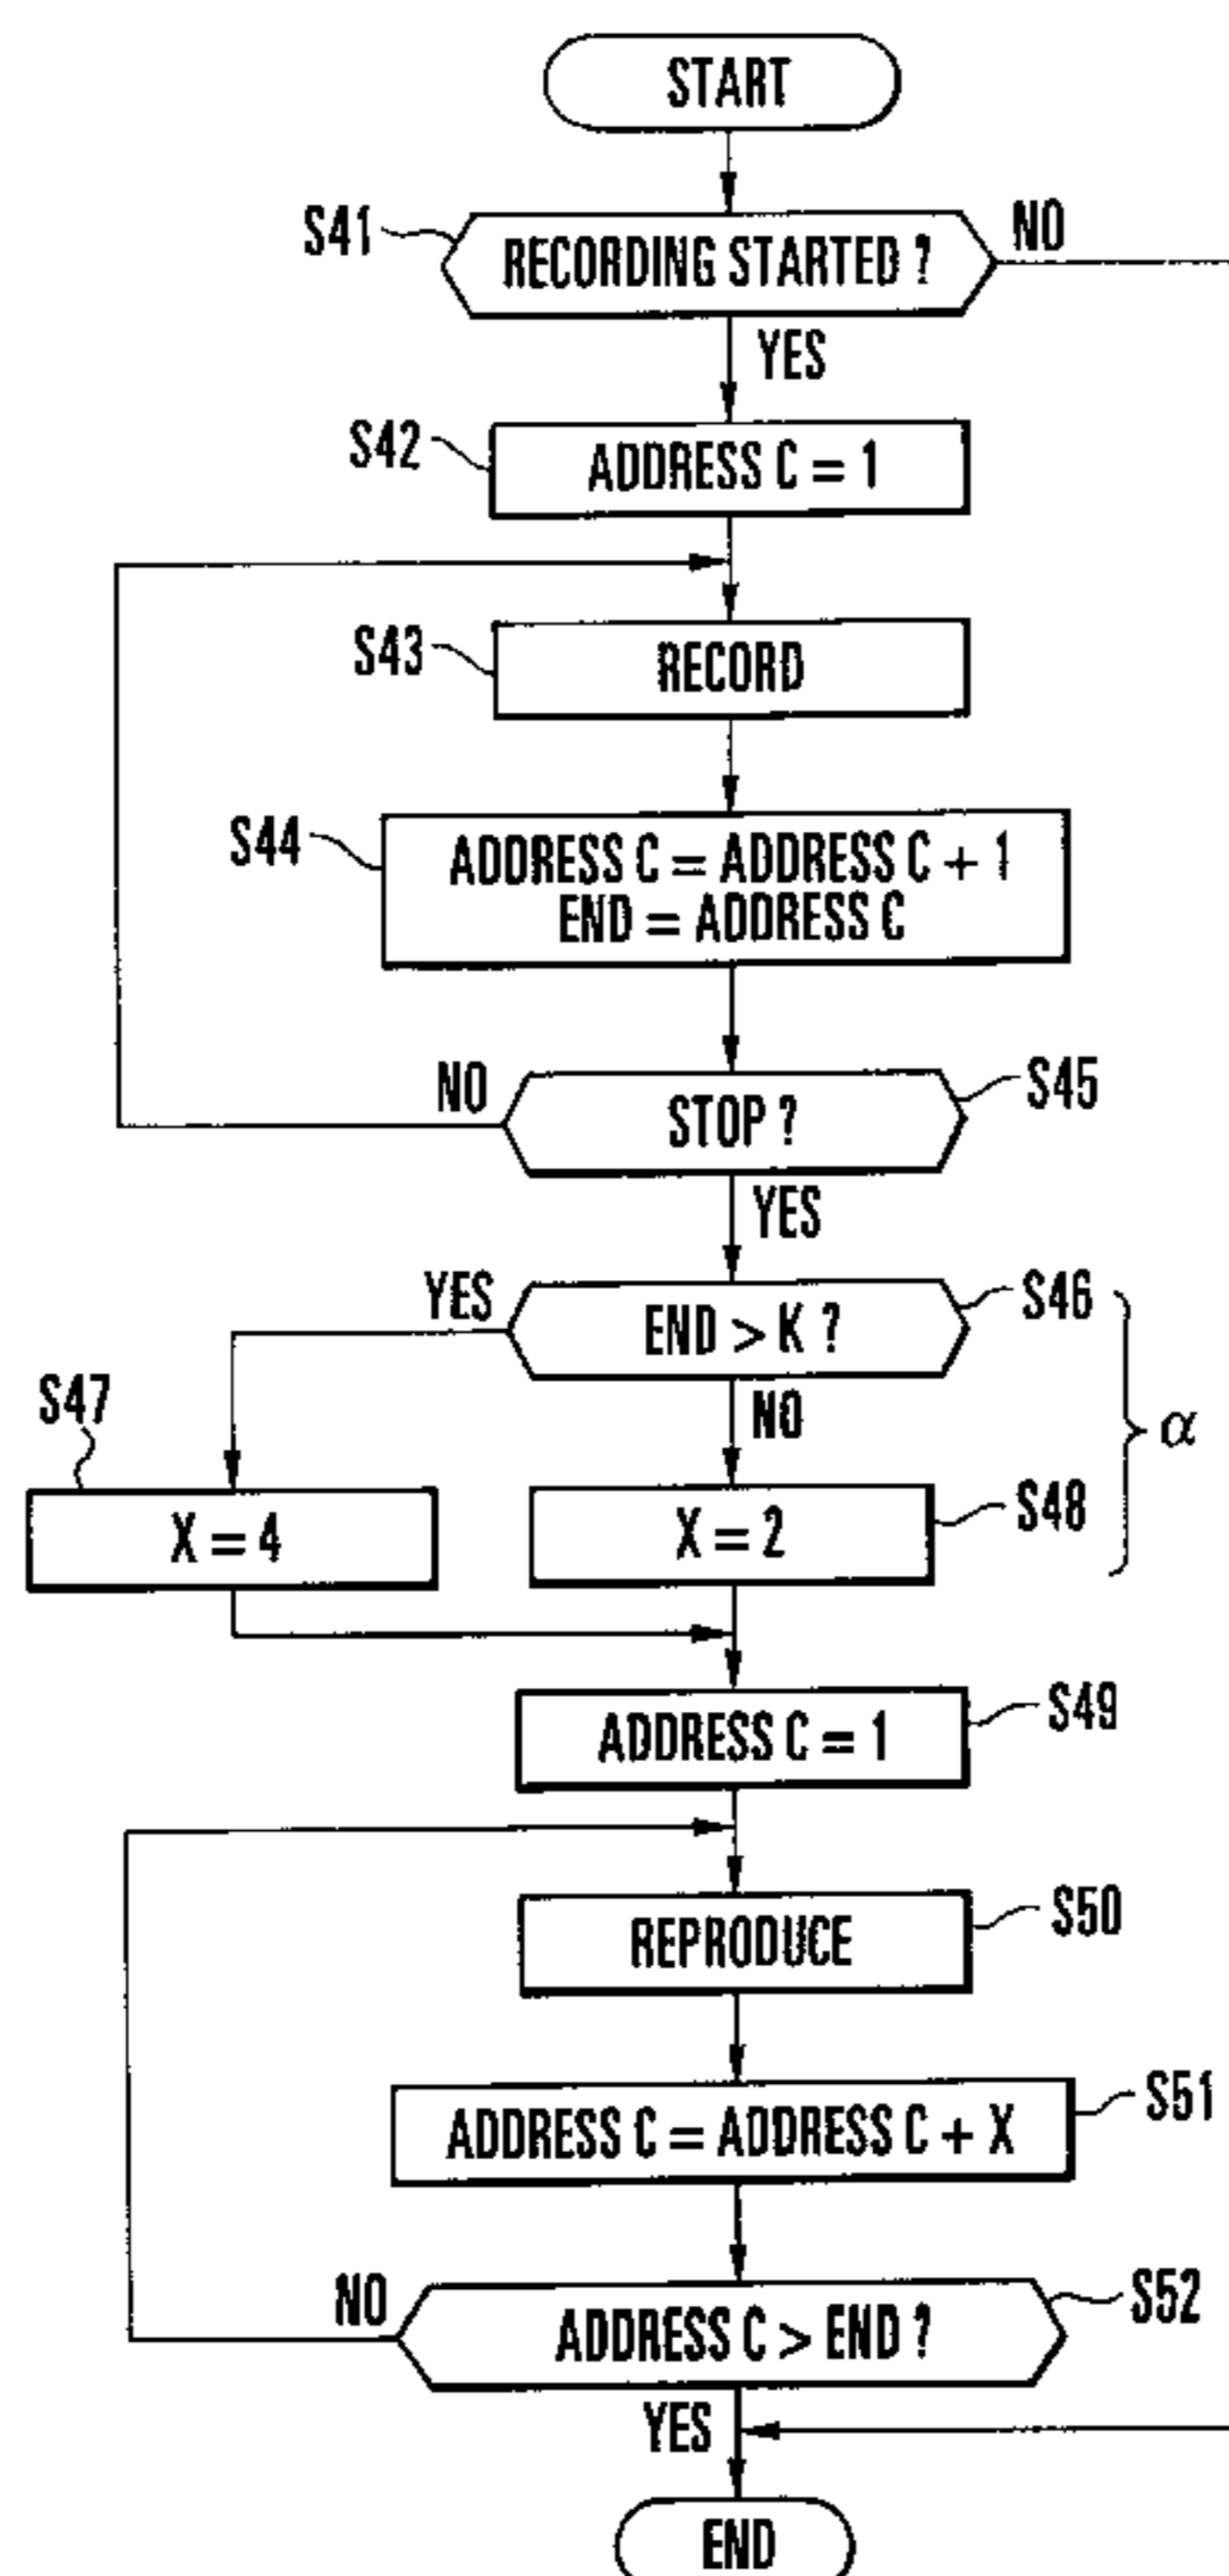 START
S41
RECORDING STARTED ?
NO
YES
S42
ADDRESS C = 1
S43
RECORD
S44
ADDRESS C = ADDRESS C + 1
END = ADDRESS C
NO
STOP ?
S45
YES
YES
END > K ?
S46
NO
α
S47
X = 4
X = 2
S48
ADDRESS C = 1
S49
REPRODUCE
S50
ADDRESS C = ADDRESS C + X
S51
NO
ADDRESS C > END ?
S52
YES
END